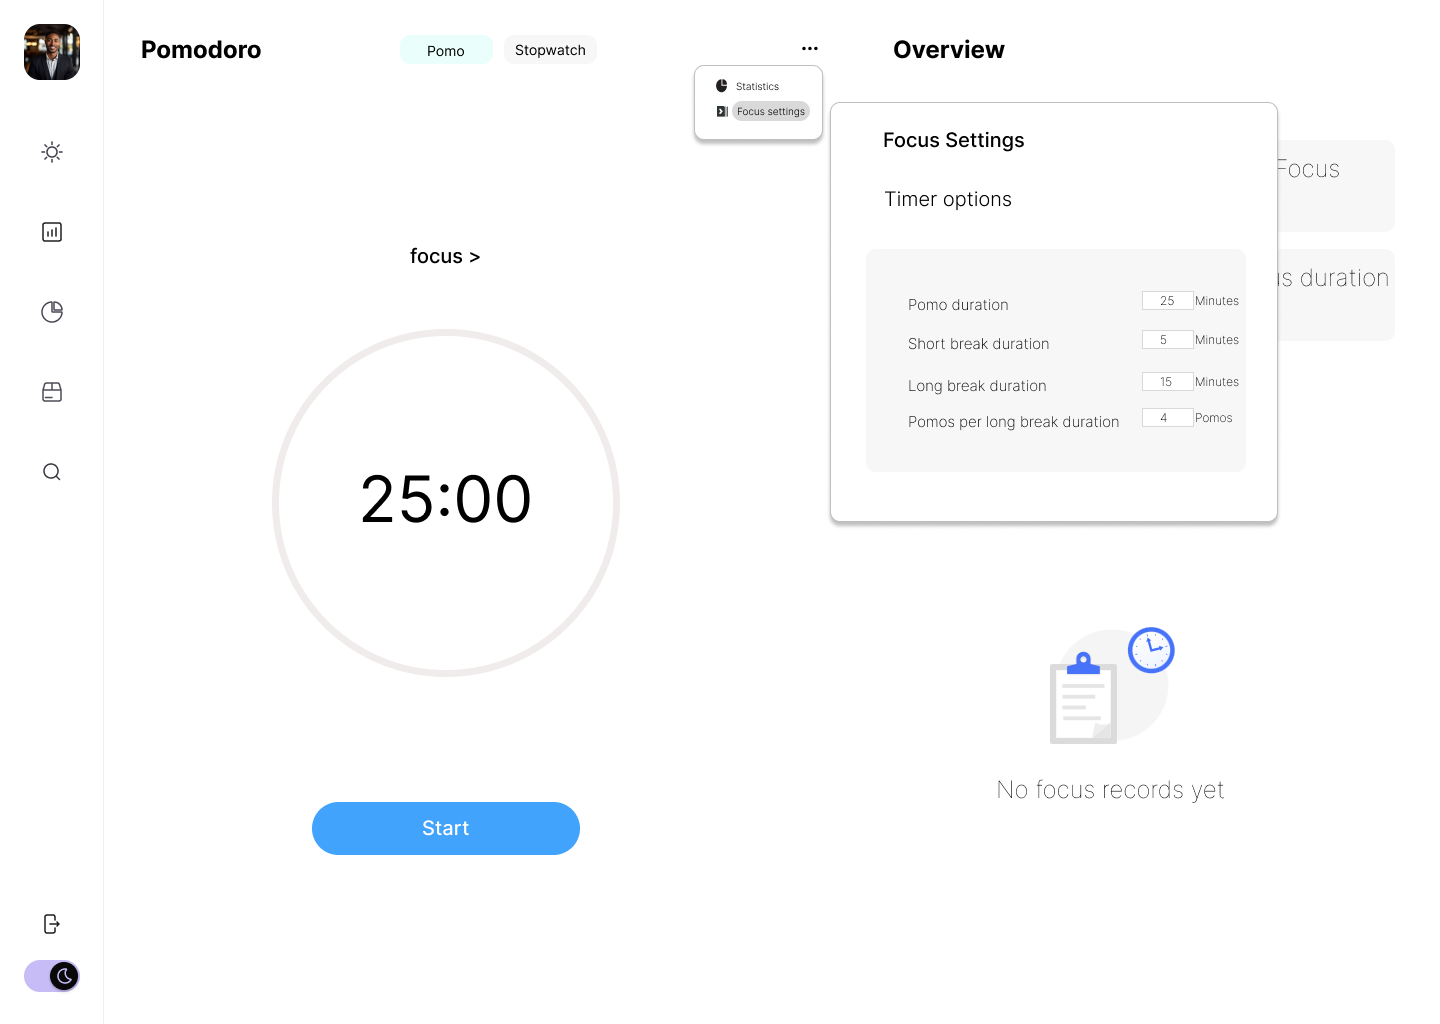 Pomodoro
Pomo
Stopwatch
...
Statistics
Focus settings
focus >
25:00
Start
Overview
Focus
duration
Focus Settings
Timer options
Pomo duration 25 Minutes
Short break duration 5 Minutes
Long break duration 15 Minutes
Pomos per long break duration 4 Pomos
No focus records yet